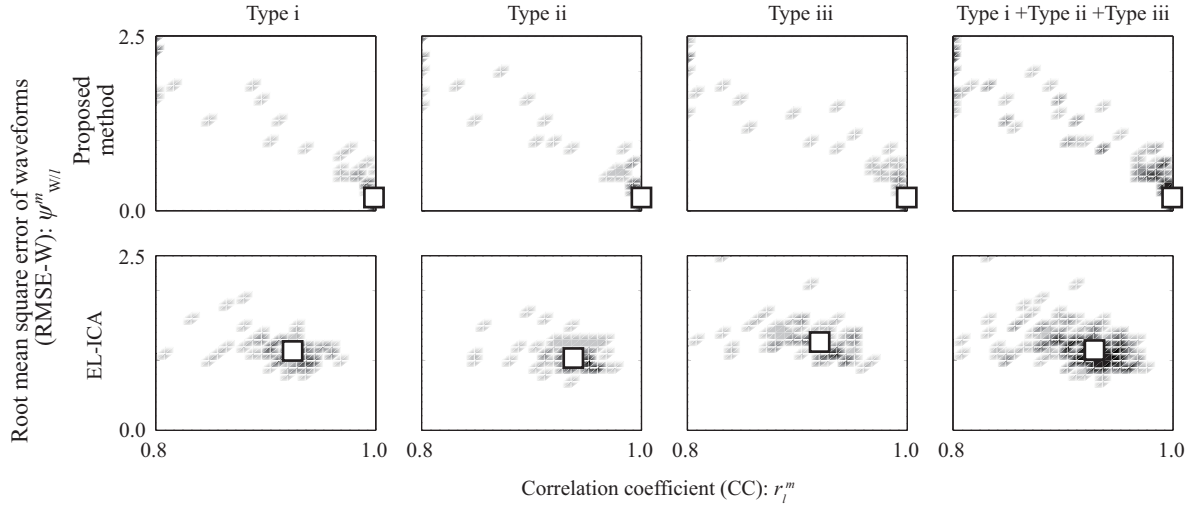 Type i
Type ii
Type iii
Type i +Type ii +Type iii
Root mean square error of waveforms
(RMSE-W): ψ^m_{W/l}
Proposed
method
2.5
0.0
EL-ICA
2.5
0.0
0.8
1.0
0.8
1.0
0.8
1.0
0.8
1.0
Correlation coefficient (CC): r_l^m